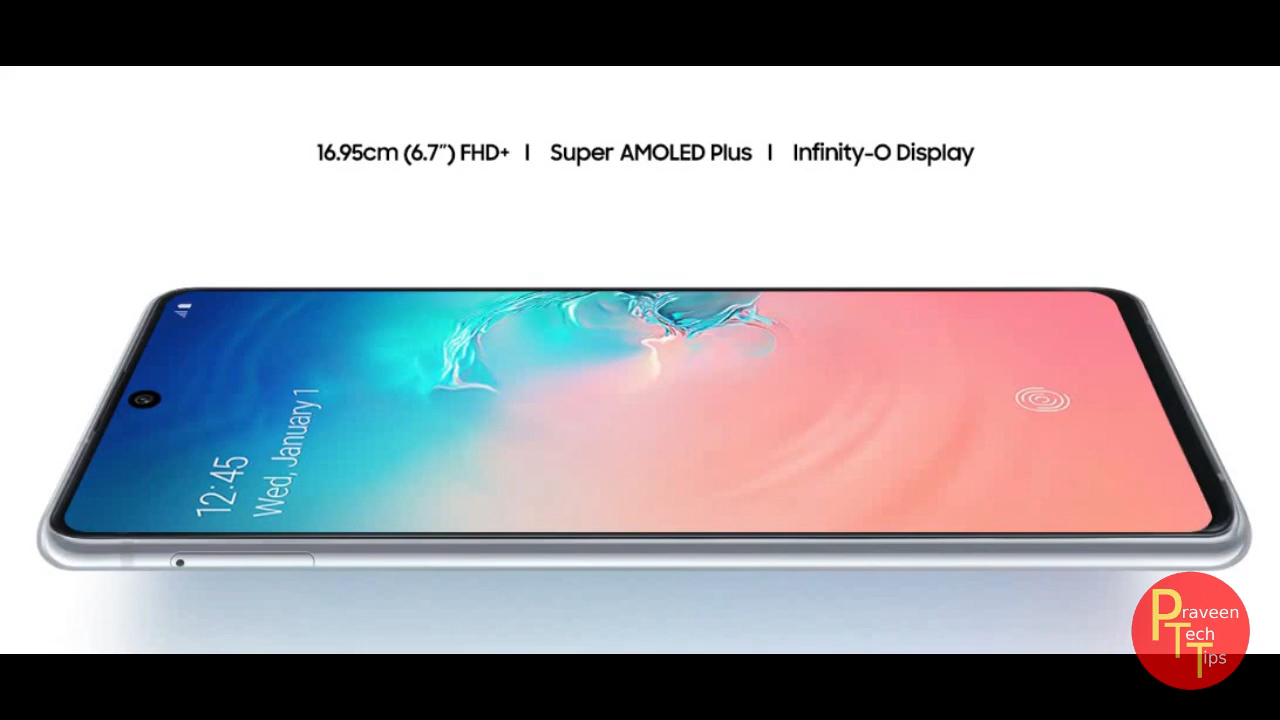 16.95cm (6.7") FHD+ | Super AMOLED Plus | Infinity-O Display
12:45
Wed, January 1
Praveen
Tech
Tips